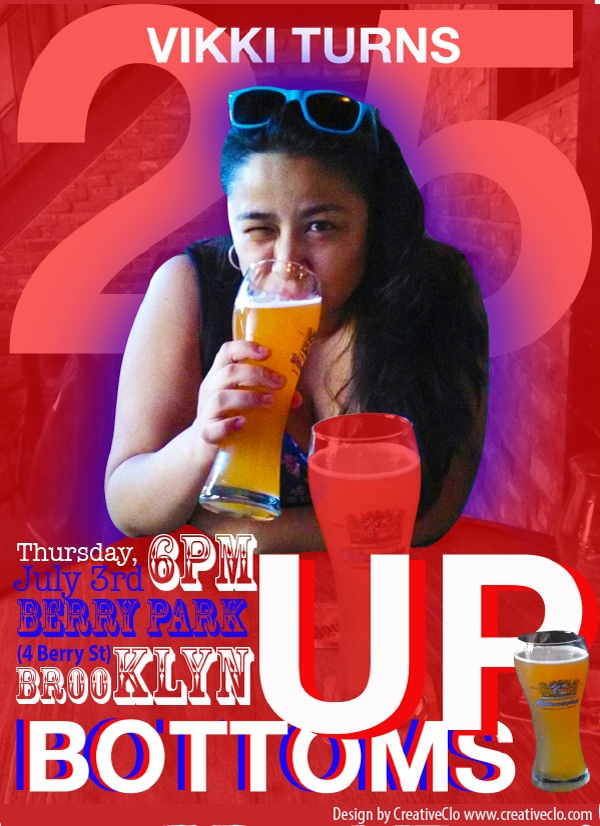 VIKKI TURNS
25
Thursday, 6PM
July 3rd
BERRY PARK
(4 Berry St)
BROOKLYN
UP
BOTTOMS
Design by CreativeClo www.creativeclo.com